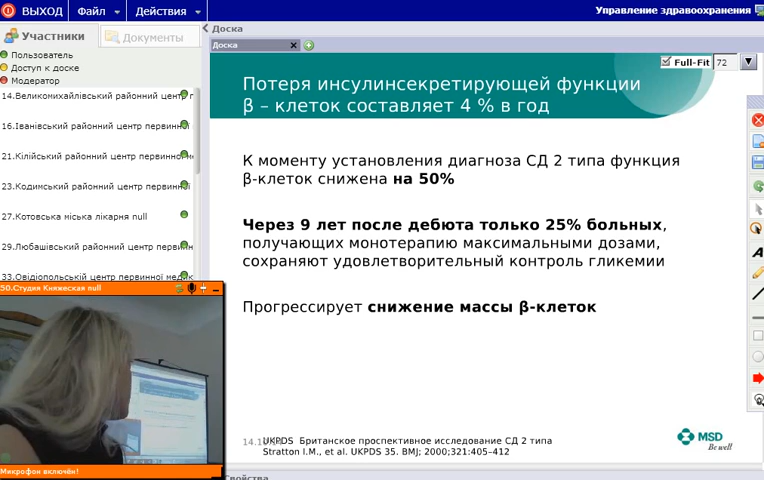 ВЫХОД Файл Действия Управление здравоохранения
Участники Документы
Пользователь
Доступ к доске
Модератор
14.Великомихайлівський районний центр п
16.Іванівський районний центр первинної
21.Кілійський районний центр первинної м
23.Кодимський районний центр первинної
27.Котовська міська лікарня null
29.Любашівський районний центр первинн
33.Овідіопольській центр первинної медик
50.Студия Княжеская null
Микрофон включён!
Доска
Доска
Full-Fit 72
Потеря инсулинсекретирующей функции
β – клеток составляет 4 % в год
К моменту установления диагноза СД 2 типа функция
β-клеток снижена на 50%
Через 9 лет после дебюта только 25% больных,
получающих монотерапию максимальными дозами,
сохраняют удовлетворительный контроль гликемии
Прогрессирует снижение массы β-клеток
UKPDS Британское проспективное исследование СД 2 типа
Stratton I.M., et al. UKPDS 35. BMJ; 2000;321:405–412
MSD
Be well
Свойства